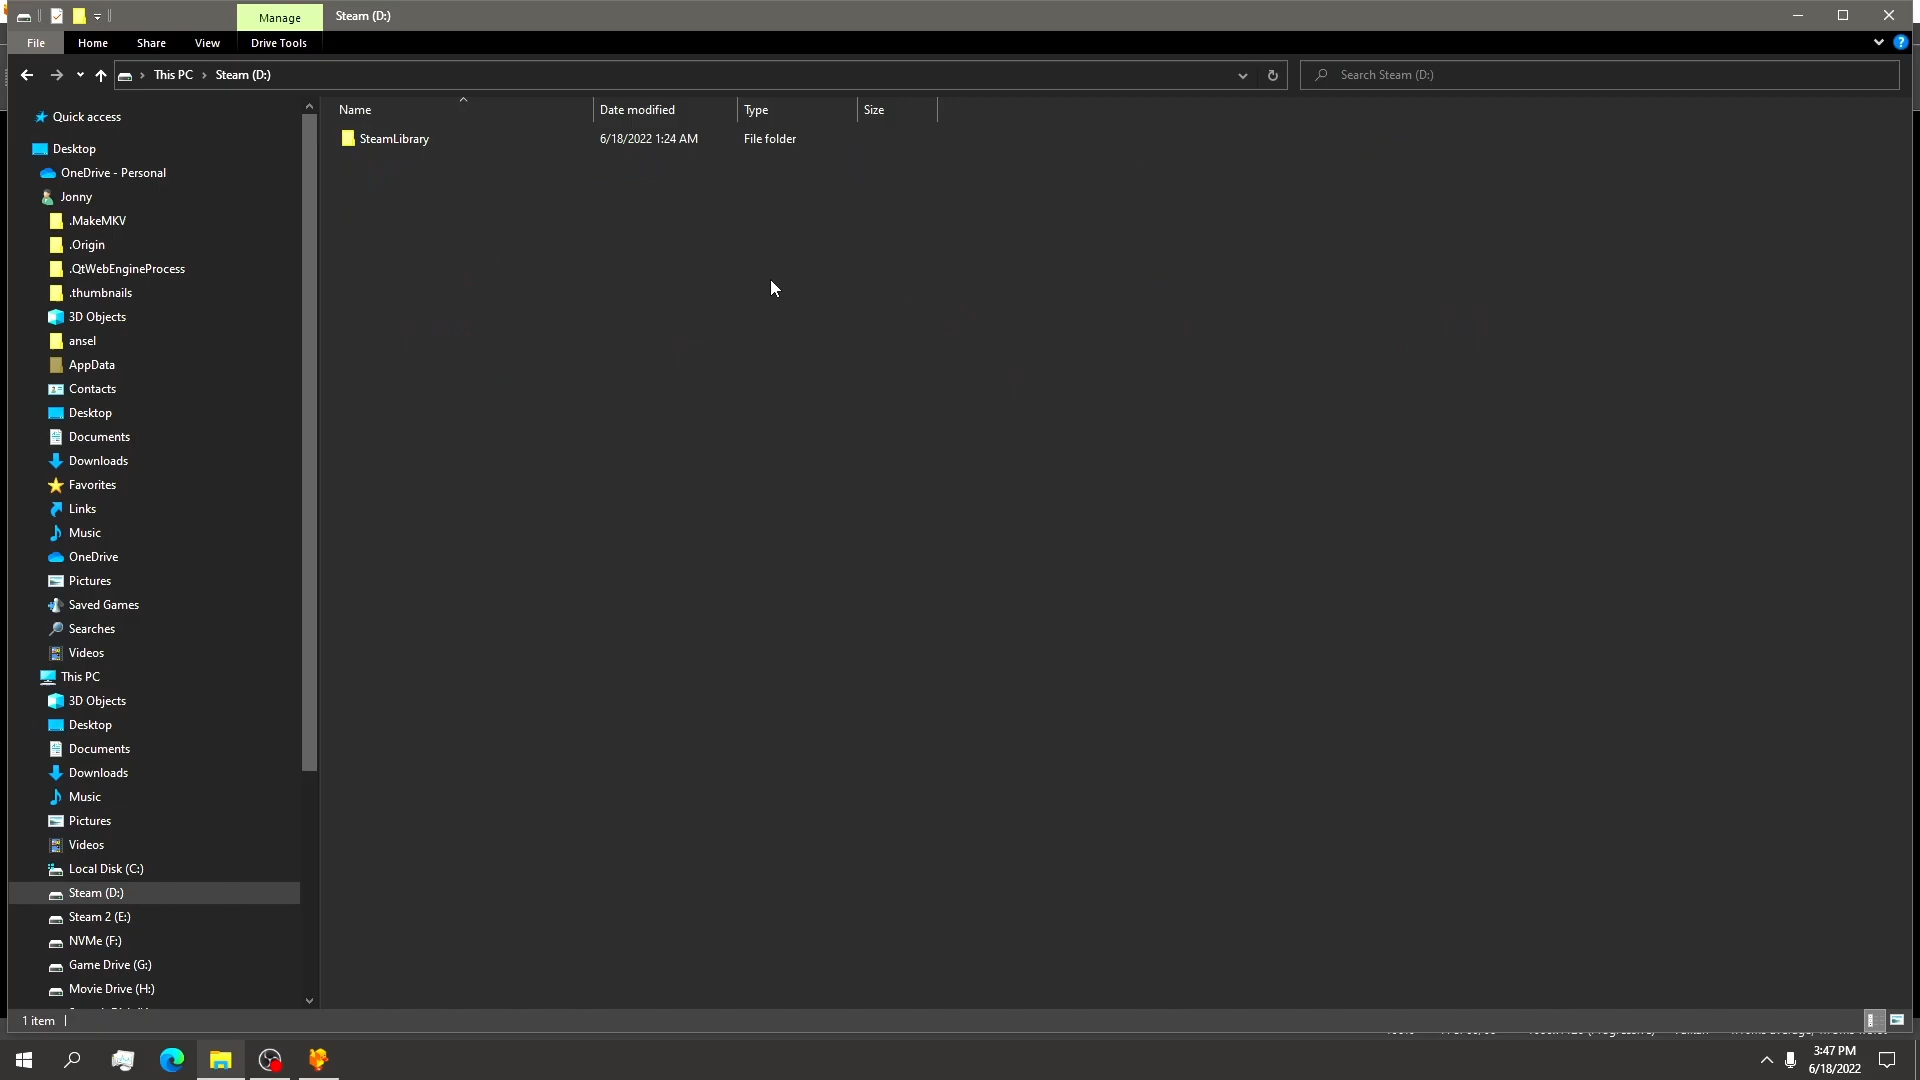 Manage
Steam (D:)
File
Home
Share
View
Drive Tools
This PC
Steam (D:)
Search Steam (D:)
Name
Date modified
Type
Size
SteamLibrary
6/18/2022 1:24 AM
File folder
Quick access
Desktop
OneDrive - Personal
Jonny
.MakeMKV
.Origin
.QtWebEngineProcess
.thumbnails
3D Objects
ansel
AppData
Contacts
Desktop
Documents
Downloads
Favorites
Links
Music
OneDrive
Pictures
Saved Games
Searches
Videos
This PC
3D Objects
Desktop
Documents
Downloads
Music
Pictures
Videos
Local Disk (C:)
Steam (D:)
Steam 2 (E:)
NVMe (F:)
Game Drive (G:)
Movie Drive (H:)
1 item
3:47 PM
6/18/2022